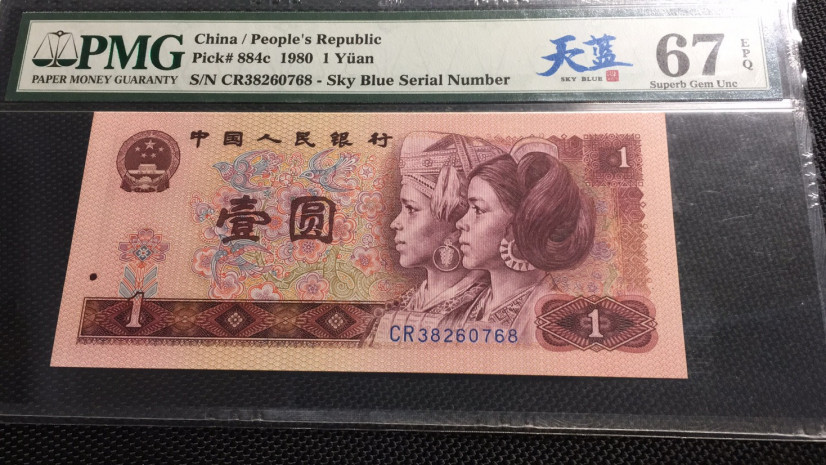 PMG
PAPER MONEY GUARANTY
China / People's Republic
Pick# 884c 1980 1 Yüan
S/N CR38260768 - Sky Blue Serial Number
天蓝
SKY BLUE
67
EPQ
Superb Gem Unc
中国人民银行
1
壹圆
1
1
CR38260768